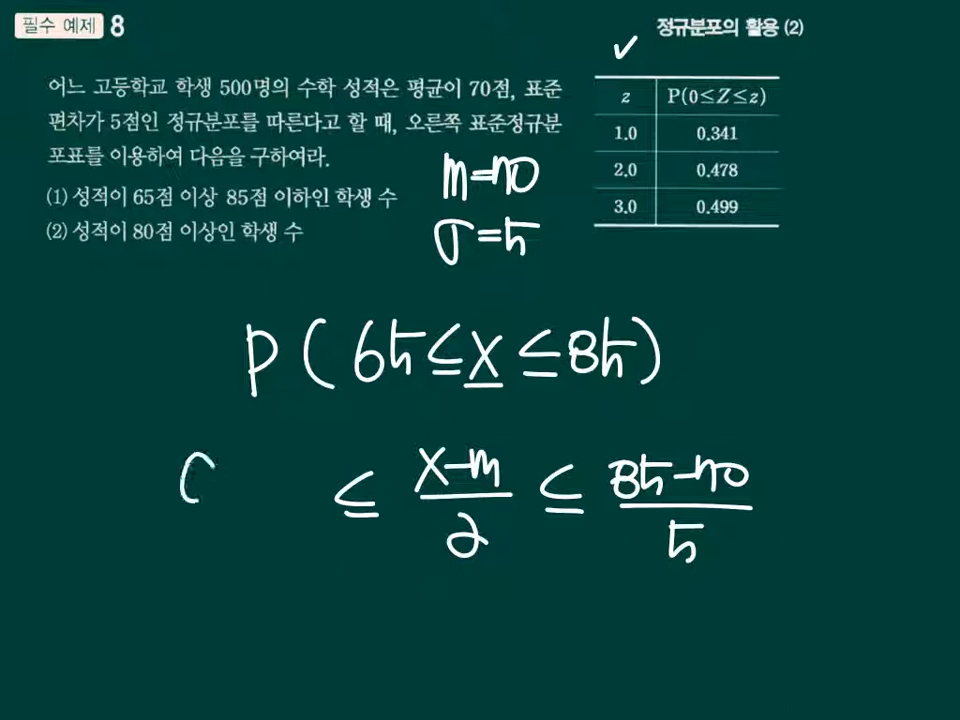 필수 예제 8
정규분포의 활용 (2)
어느 고등학교 학생 500명의 수학 성적은 평균이 70점, 표준
편차가 5점인 정규분포를 따른다고 할 때, 오른쪽 표준정규분
포표를 이용하여 다음을 구하여라.
(1) 성적이 65점 이상 85점 이하인 학생 수
(2) 성적이 80점 이상인 학생 수
z P(0≤Z≤z)
1.0 0.341
2.0 0.478
3.0 0.499
m=70
σ=5
P(65≤X≤85)
( ≤ X-m/2 ≤ 85-70/5